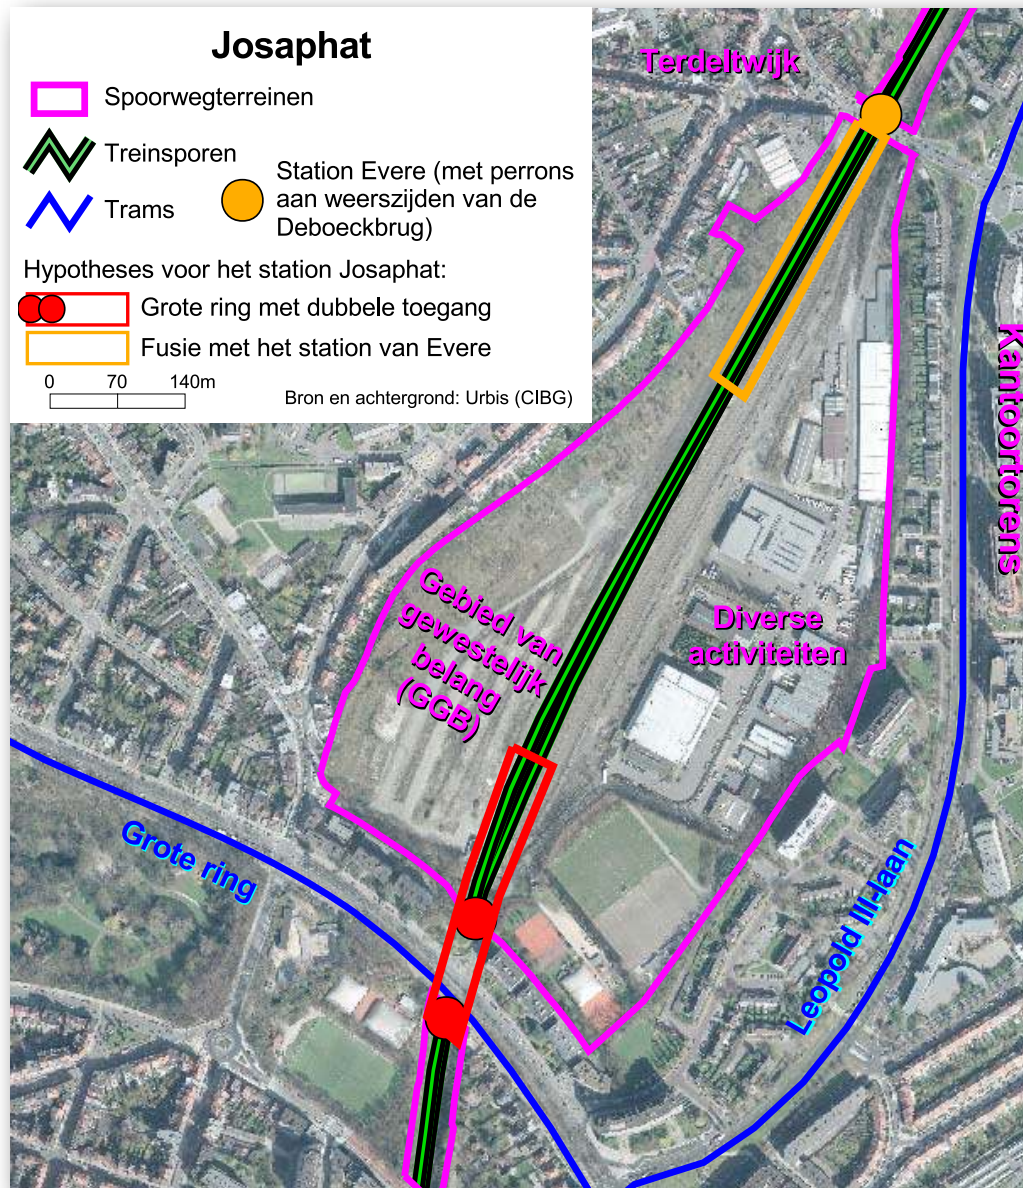 Josaphat
Spoorwegterreinen
Treinsporen
Trams
Station Evere (met perrons
aan weerszijden van de
Deboeckbrug)
Hypotheses voor het station Josaphat:
Grote ring met dubbele toegang
Fusie met het station van Evere
0 70 140m
Bron en achtergrond: Urbis (CIBG)
Terdeltwijk
Kantoortorens
Gebied van
gewestelijk
belang
(GGB)
Diverse
activiteiten
Grote ring
Leopold III-laan